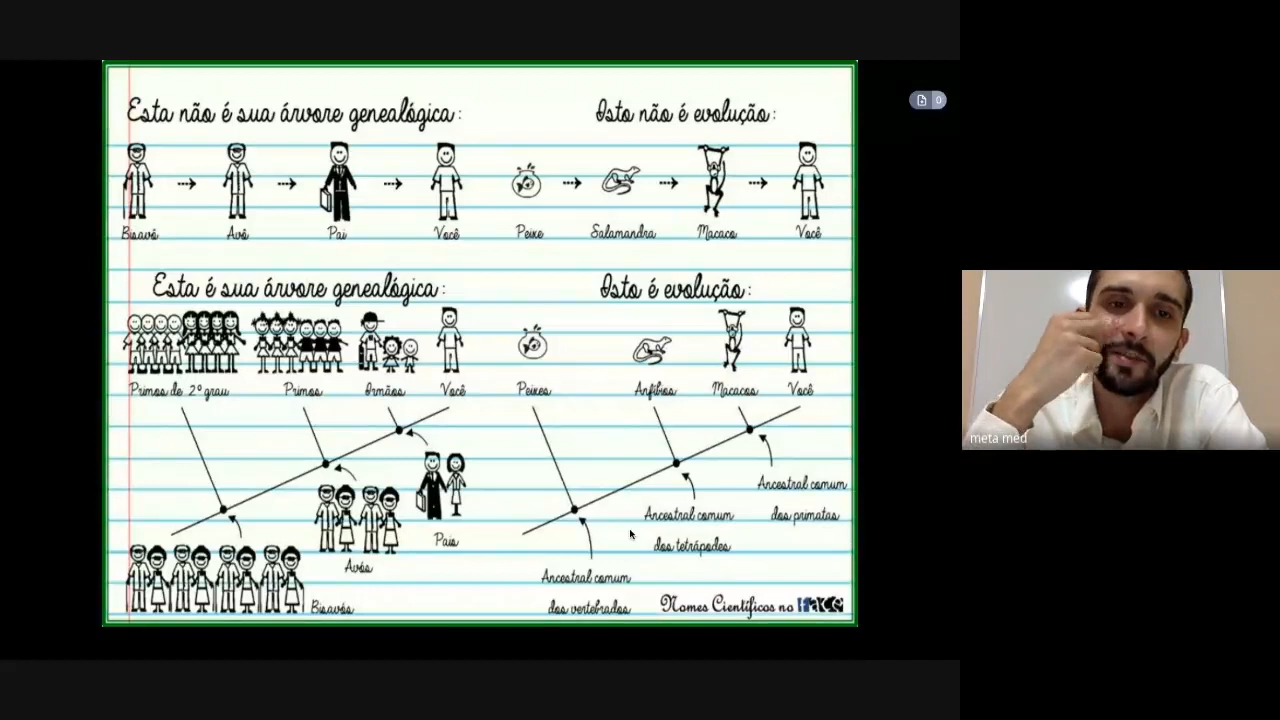 Esta não é sua árvore genealógica:
Bisavô
Avô
Pai
Você
Isto não é evolução:
Peixe
Salamandra
Macaco
Você
Esta é sua árvore genealógica:
Primos de 2º grau
Primos
Irmãos
Você
Pais
Avós
Bisavós
Isto é evolução:
Peixes
Anfíbios
Macacos
Você
Ancestral comum
dos primatas
Ancestral comum
dos tetrápodes
Ancestral comum
dos vertebrados
Nomes Científicos no
0
meta med